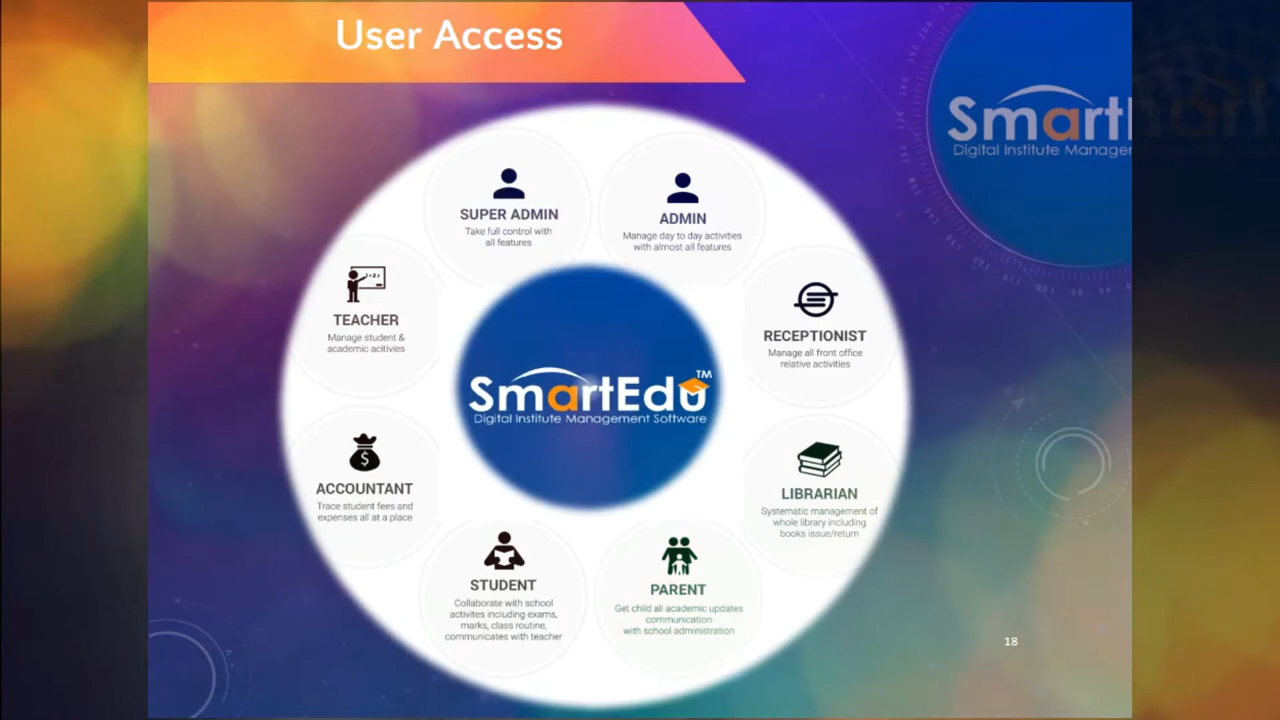 User Access
Smart
Digital Institute Manager
SUPER ADMIN
Take full control with
all features
ADMIN
Manage day to day activities
with almost all features
TEACHER
Manage student &
academic acitivies
RECEPTIONIST
Manage all front office
relative activities
SmartEdu TM
Digital Institute Management Software
ACCOUNTANT
Trace student fees and
expenses all at a place
LIBRARIAN
Systematic management of
whole library including
books issue/return
STUDENT
Collaborate with school
activites including exams,
marks, class routine,
communicates with teacher
PARENT
Get child all academic updates
communication
with school administration
18